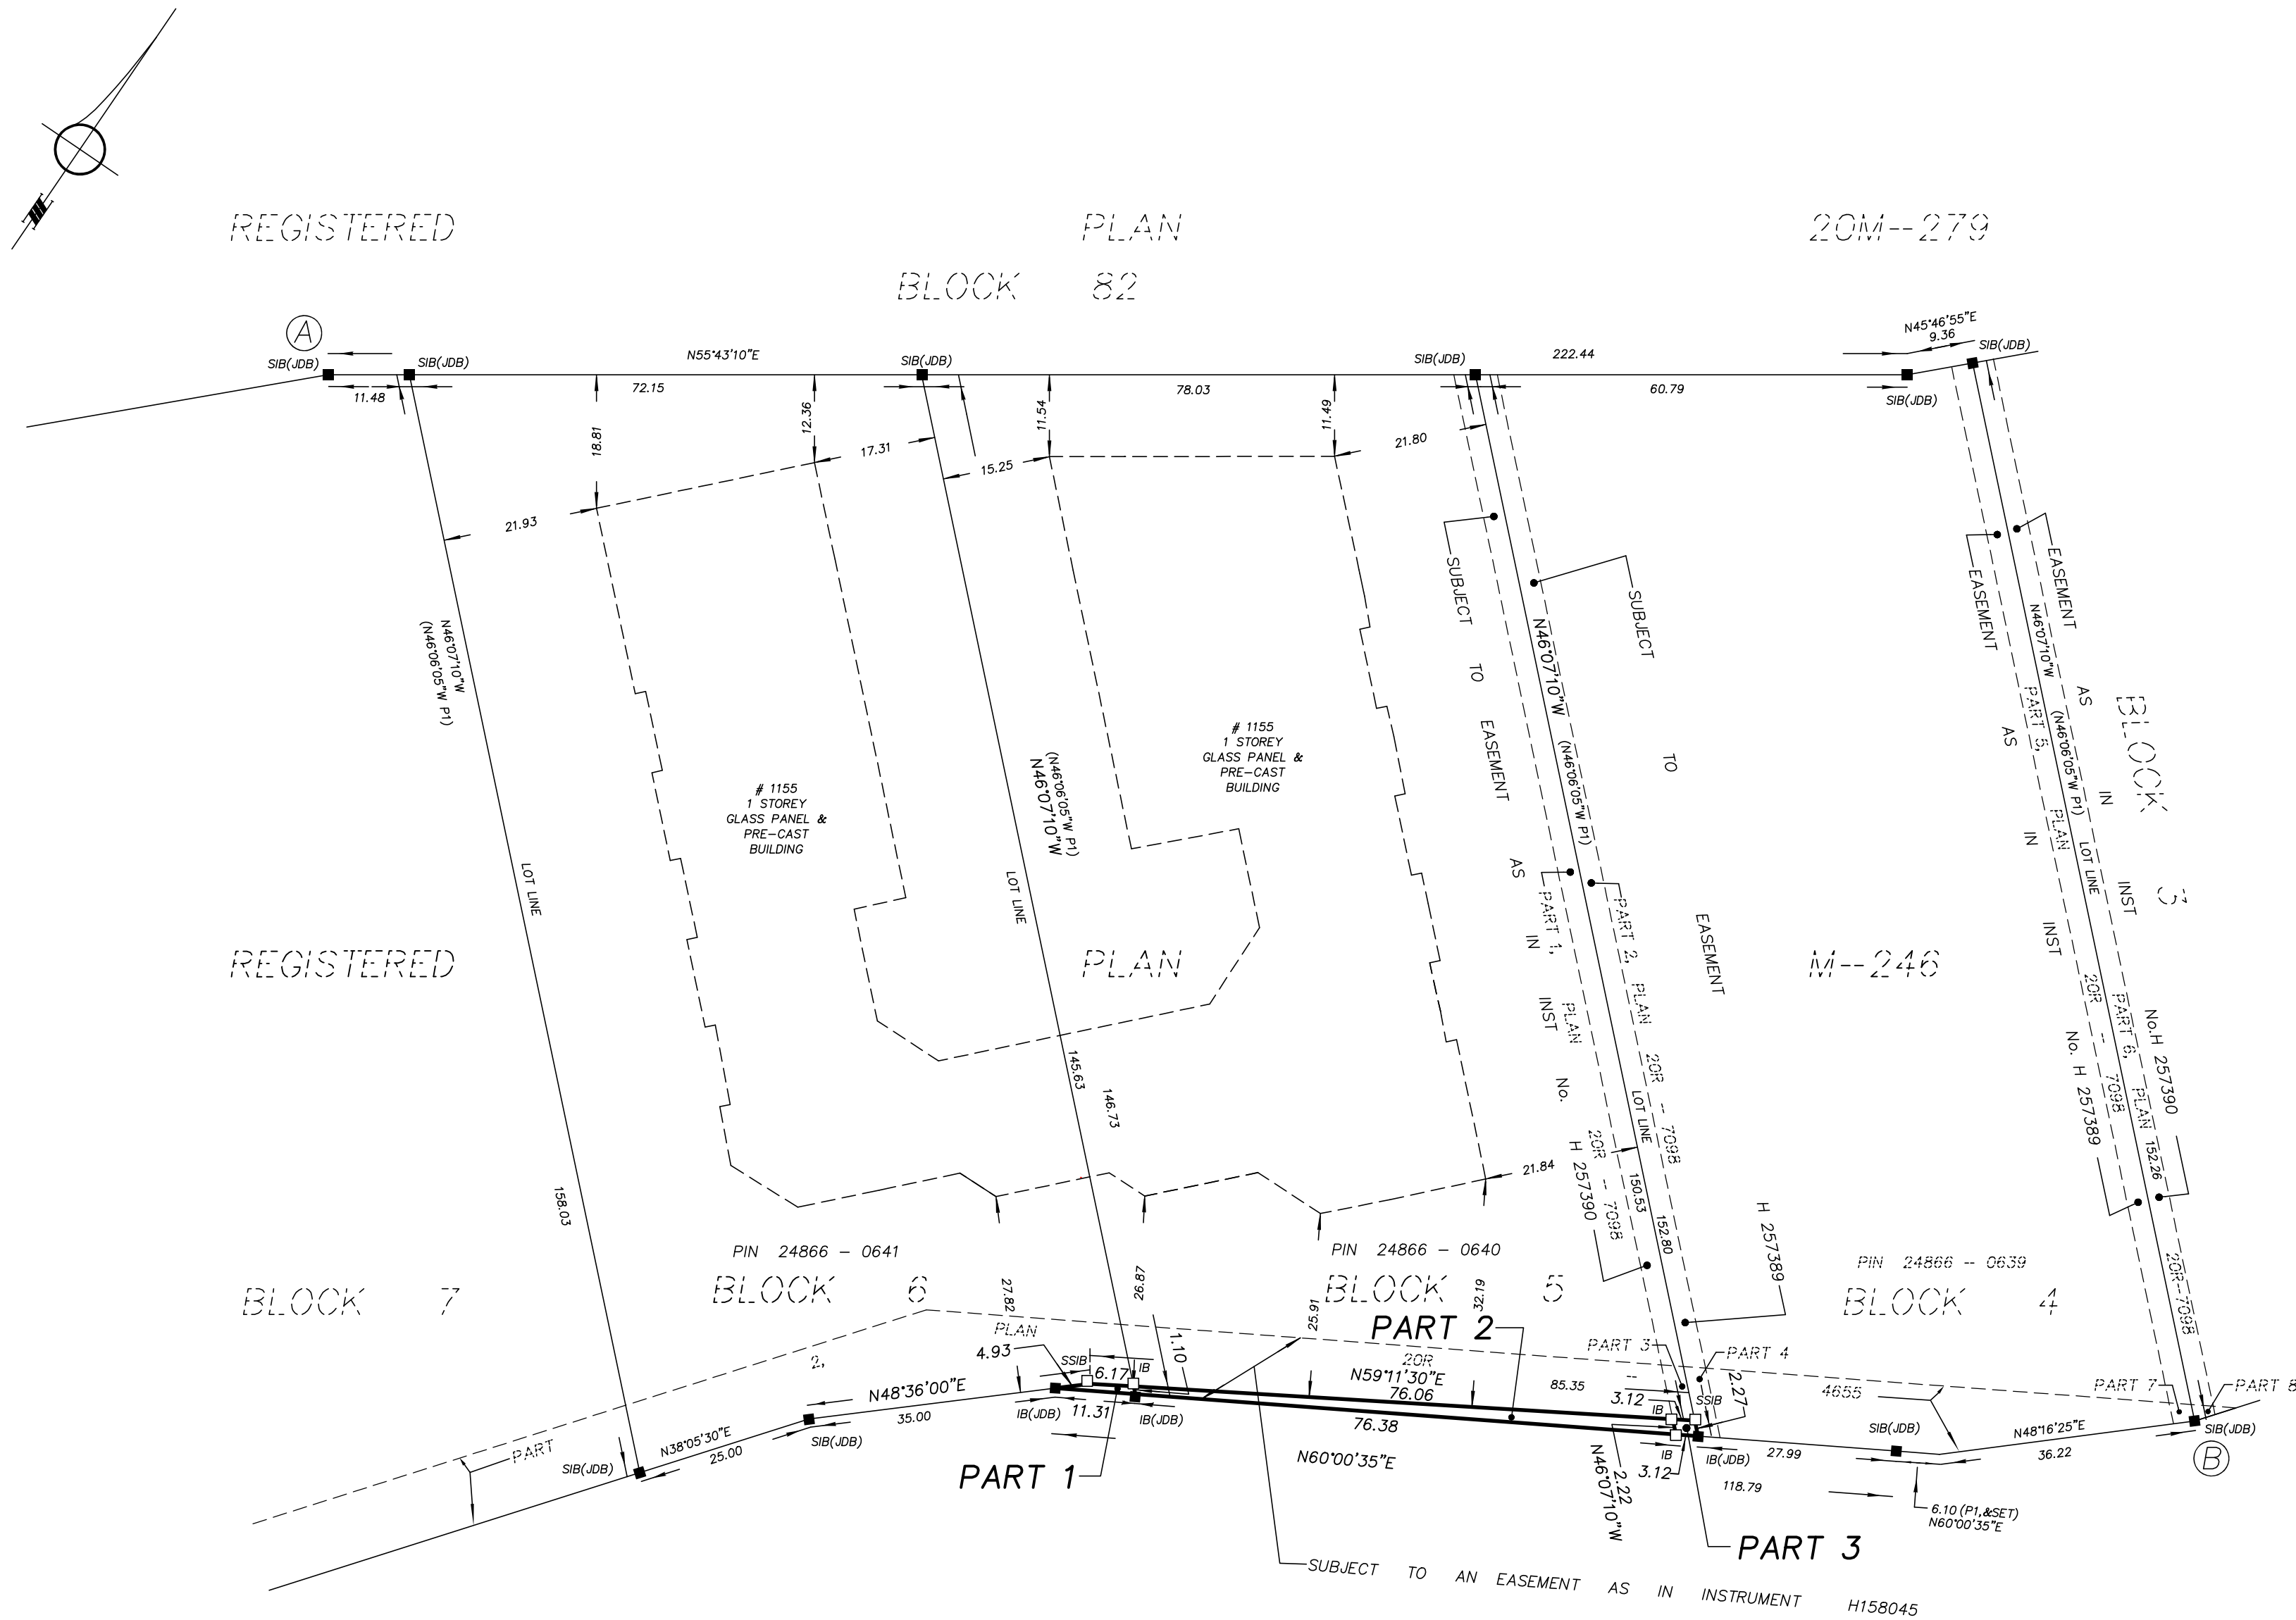 REGISTERED PLAN 20M--279
BLOCK 82
A
SIB(JDB)
SIB(JDB)
N55°43'10"E
SIB(JDB)
SIB(JDB)
222.44
N45°46'55"E
9.36
SIB(JDB)
SIB(JDB)
11.48
72.15
78.03
60.79
18.81
12.36
11.54
11.49
21.93
17.31
15.25
21.80
N46°07'10"W
(N46°06'05"W P1)
LOT LINE
158.03
# 1155
1 STOREY
GLASS PANEL &
PRE-CAST
BUILDING
(N46°06'05"W P1)
N46°07'10"W
LOT LINE
145.63
146.73
# 1155
1 STOREY
GLASS PANEL &
PRE-CAST
BUILDING
SUBJECT TO EASEMENT AS IN INST No. H 257390
PART 1, PLAN 20R -- 7098
N46°07'10"W
(N46°06'05"W P1)
LOT LINE
150.53
152.80
PART 2, PLAN 20R -- 7098
SUBJECT TO EASEMENT
H 257389
EASEMENT AS IN INST No. H 257389
PART 5, PLAN 20R -- 7098
N46°07'10"W
(N46°06'05"W P1)
LOT LINE
152.26
PART 6, PLAN 20R--7098
EASEMENT AS IN INST No.H 257390
BLOCK 3
REGISTERED PLAN M--246
21.84
PIN 24866 - 0641
PIN 24866 - 0640
PIN 24866 -- 0639
BLOCK 7
BLOCK 6
BLOCK 5
BLOCK 4
27.82
29.87
25.91
32.19
PART 2, PLAN 20R -- 4655
PART 2
PART 3
PART 4
PART 7
PART 8
4.93
SSIB
6.17
IB
1.10
N59°11'30"E
76.06
85.35
3.12
IB
SSIB
2.27
N48°36'00"E
35.00
IB(JDB)
11.31
IB(JDB)
76.38
N60°00'35"E
IB
3.12
2.22
N46°07'10"W
IB(JDB)
27.99
118.79
SIB(JDB)
N48°16'25"E
36.22
SIB(JDB)
B
6.10 (P1,&SET)
N60°00'35"E
SIB(JDB)
N38°05'30"E
25.00
SIB(JDB)
PART 1
PART 3
SUBJECT TO AN EASEMENT AS IN INSTRUMENT H158045